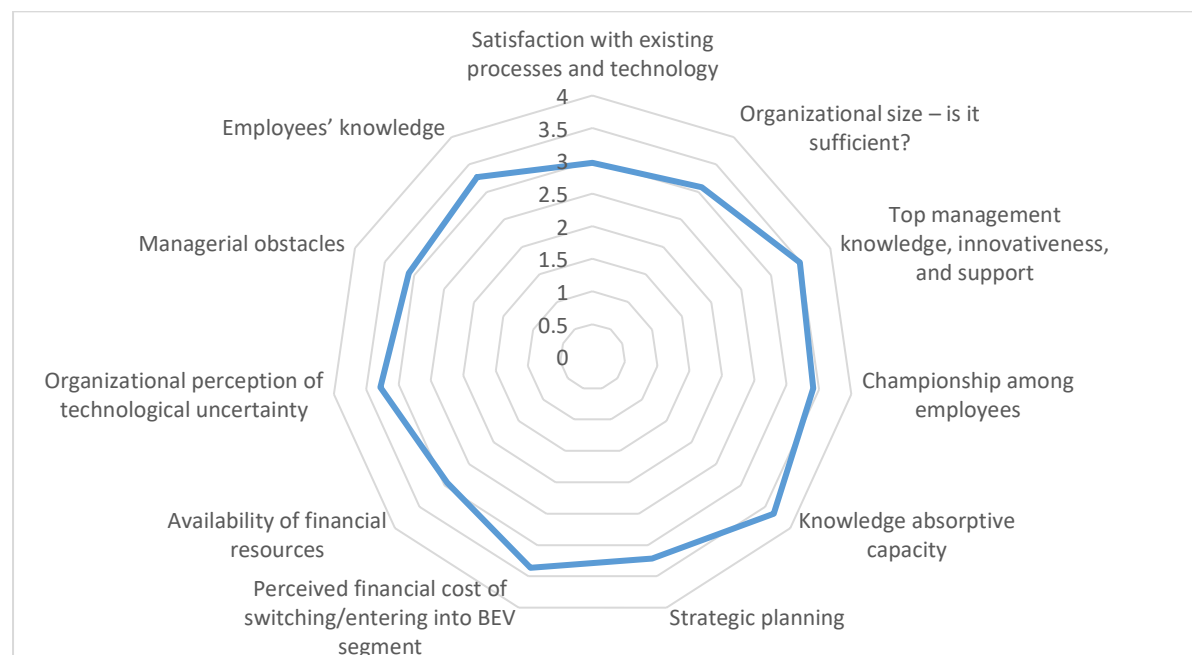 Satisfaction with existing
processes and technology
Organizational size – is it
sufficient?
Top management
knowledge, innovativeness,
and support
Championship among
employees
Knowledge absorptive
capacity
Strategic planning
Perceived financial cost of
switching/entering into BEV
segment
Availability of financial
resources
Organizational perception of
technological uncertainty
Managerial obstacles
Employees’ knowledge
4
3.5
3
2.5
2
1.5
1
0.5
0